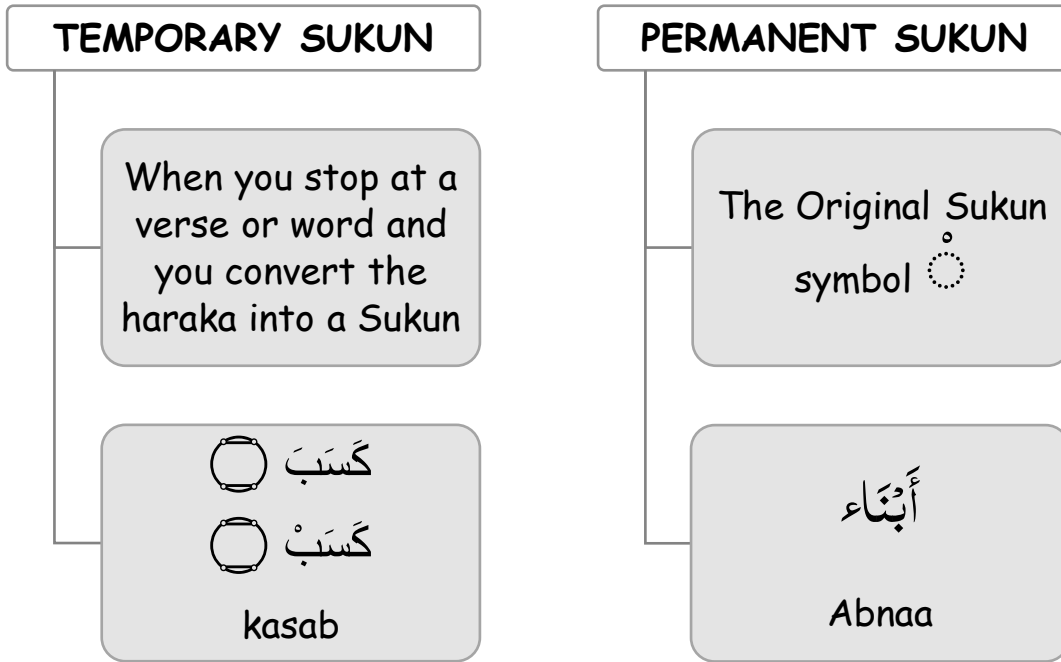 TEMPORARY SUKUN
When you stop at a
verse or word and
you convert the
haraka into a Sukun
كَسَبَ ۝
كَسَبْ ۝
kasab
PERMANENT SUKUN
The Original Sukun
symbol ◌ْ
أَبْنَاء
Abnaa